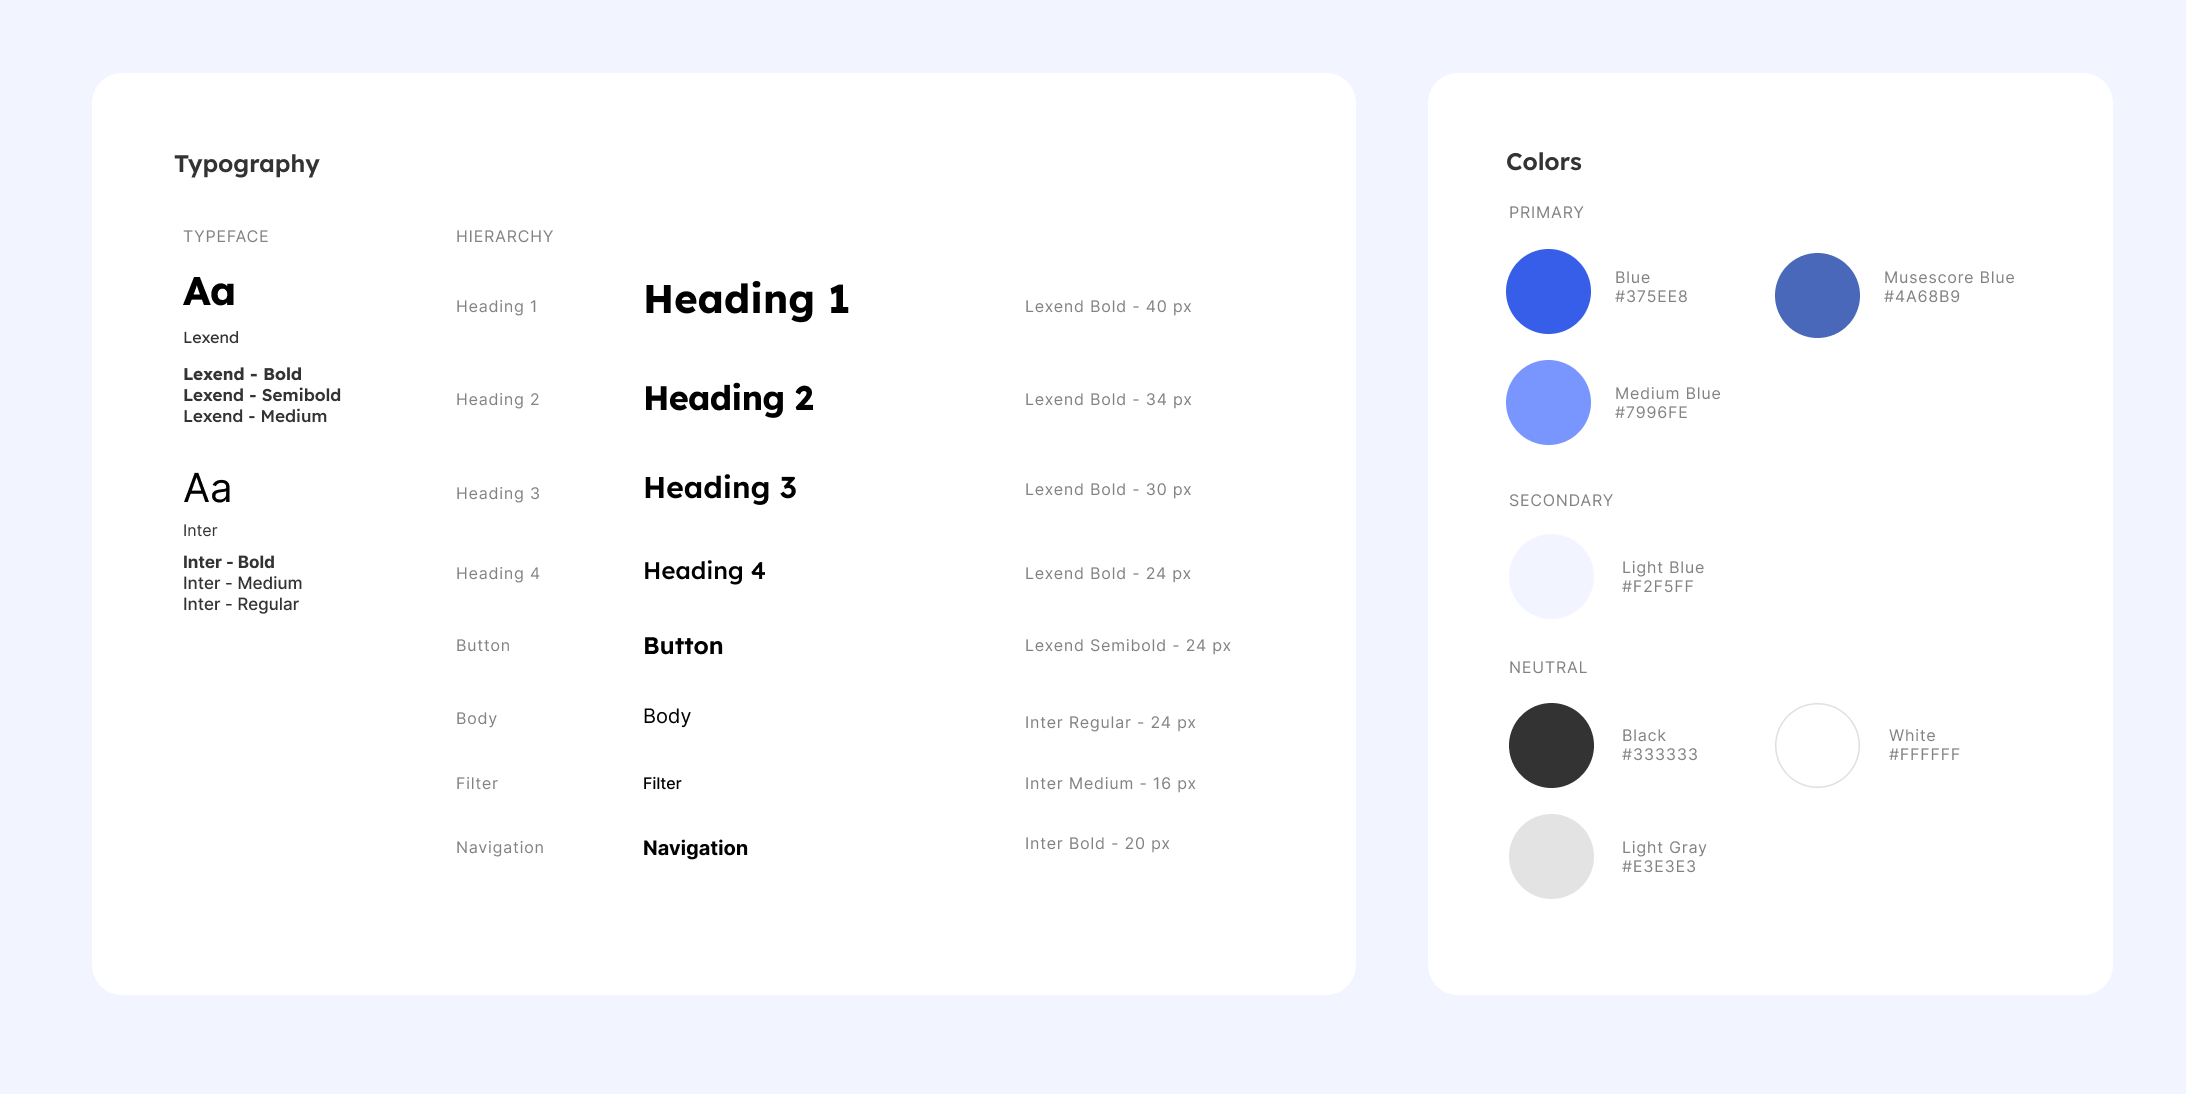 Typography
TYPEFACE
Aa
Lexend
Lexend - Bold
Lexend - Semibold
Lexend - Medium
Aa
Inter
Inter - Bold
Inter - Medium
Inter - Regular
HIERARCHY
Heading 1 Heading 1 Lexend Bold - 40 px
Heading 2 Heading 2 Lexend Bold - 34 px
Heading 3 Heading 3 Lexend Bold - 30 px
Heading 4 Heading 4 Lexend Bold - 24 px
Button Button Lexend Semibold - 24 px
Body Body Inter Regular - 24 px
Filter Filter Inter Medium - 16 px
Navigation Navigation Inter Bold - 20 px
Colors
PRIMARY
Blue
#375EE8
Musescore Blue
#4A68B9
Medium Blue
#7996FE
SECONDARY
Light Blue
#F2F5FF
NEUTRAL
Black
#333333
White
#FFFFFF
Light Gray
#E3E3E3